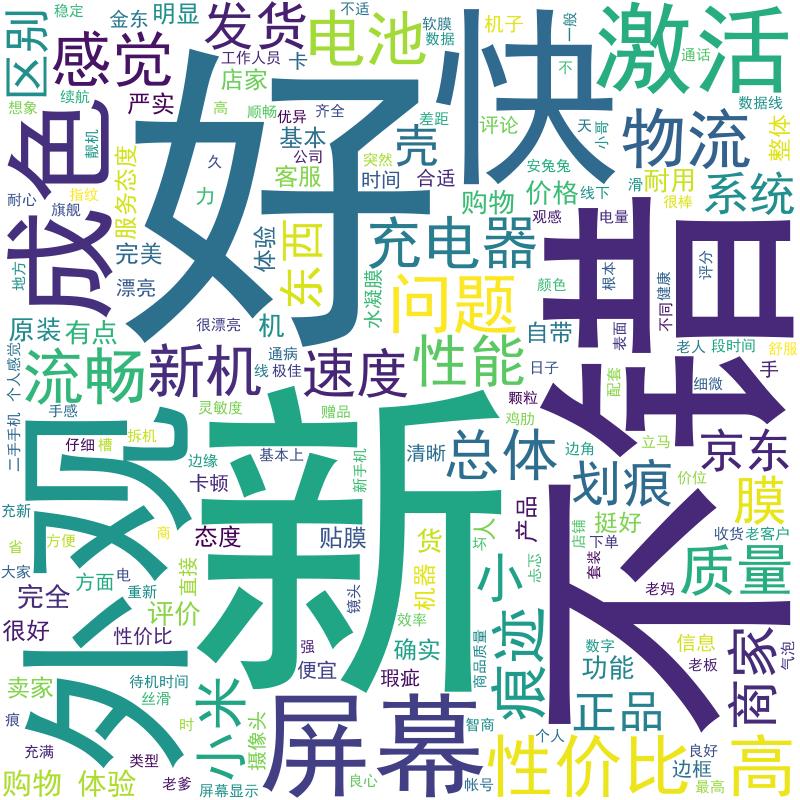 区别
稳定
金东
明显
发货
电池
软膜
不适
数据
机子
一般
不
激活
通话
数据线
感觉
工作人员
卡
店家
严实
想象
续航
高
顺畅
优异
齐全
差距
评论
天
小哥
好
快
成色
靓机
服务态度
久
基本
公司
突然
壳
安兔兔
物流
整体
耐心
指纹
旗舰
力
客服
时间
合适
购物
价格
线下
滑
耐用
很棒
系统
地方
完美
漂亮
体验
东西
充电器
观感
电量
不错
根本
评分
原装
有点
很漂亮
机
水凝膜
问题
颜色
自带
表面
不同
健康
老人
段时间
舒服
个人感觉
二手手机
流畅
新机
通病
线
极佳
速度
性能
日子
配套
细微
手
手感
灵敏度
赠品
颗粒
鸡肋
外观
仔细
槽
拆机
边缘
基本上
新手机
清晰
总体
边角
立马
划痕
价位
京东
新
充新
卡顿
省
方便
商
态度
贴膜
货
坏
人
产品
店铺
挺好
膜
收货
老客户
大家
方面
电
重新
直接
机器
小
忐忑
套装
下单
质量
完全
评价
镜头
效率
老妈
很好
性价比
强
便宜
确实
痕迹
数字
信息
功能
老板
商家
气泡
卖家
待机时间
丝滑
小米
瑕疵
商品质量
正品
痕
摄像头
屏幕
智商
个人
良好
充满
类型
性价比
高
边框
购物 体验
老爹
屏幕显示
良心
帐号
最高